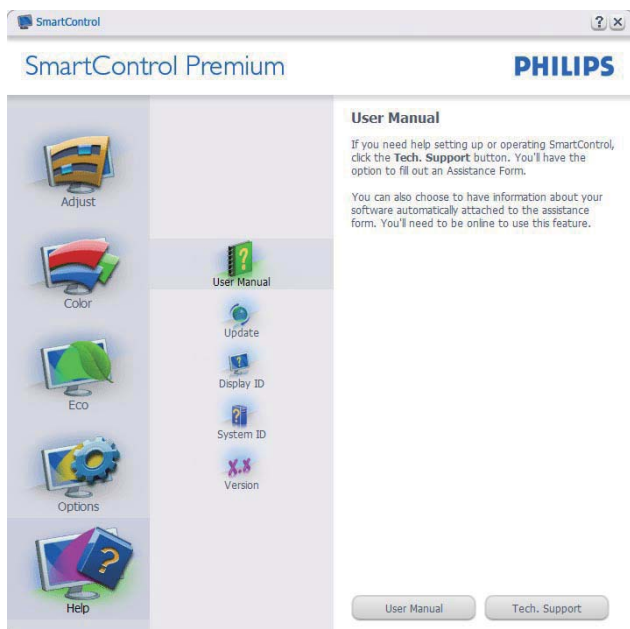 SmartControl
? ×
SmartControl Premium
PHILIPS
Adjust
Color
Eco
Options
?
Help
?
User Manual
Update
?
Display ID
?
System ID
X.X
Version
User Manual
If you need help setting up or operating SmartControl,
click the Tech. Support button. You'll have the
option to fill out an Assistance Form.
You can also choose to have information about your
software automatically attached to the assistance
form. You'll need to be online to use this feature.
User Manual
Tech. Support